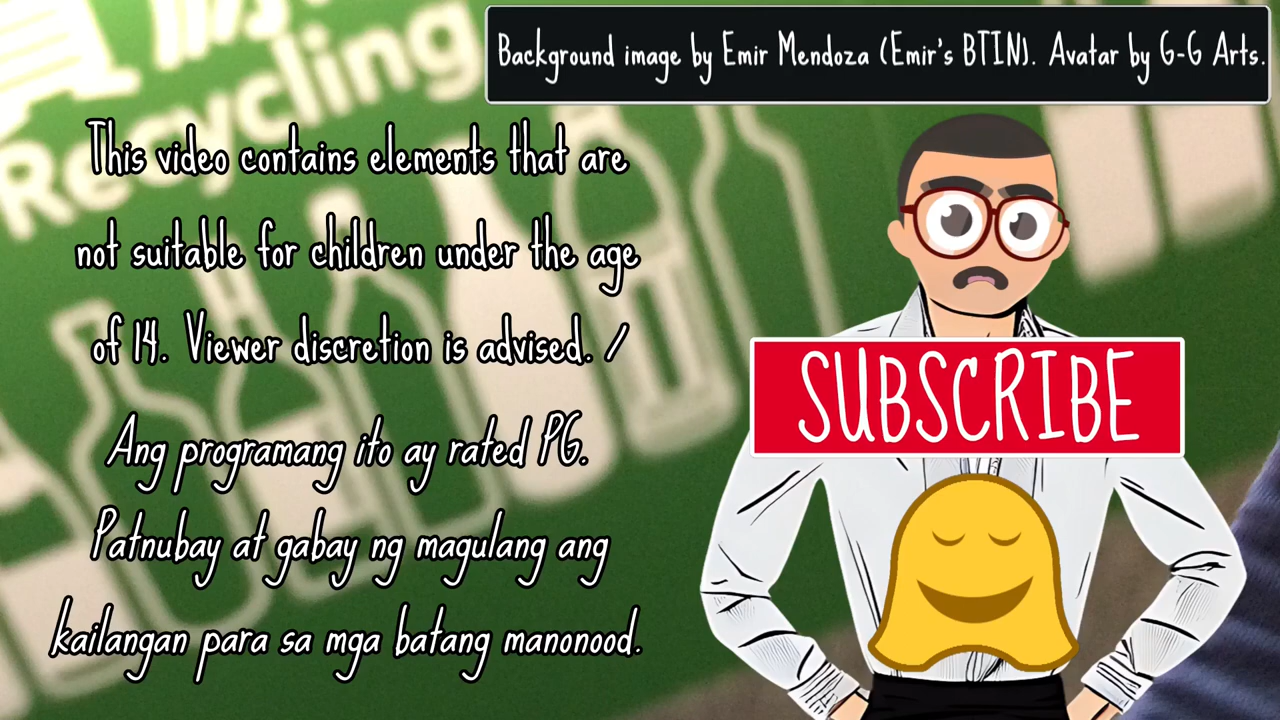 Background image by Emir Mendoza (Emir's BTIN). Avatar by G-G Arts.
Recycling
This video contains elements that are
not suitable for children under the age
of 14. Viewer discretion is advised. /
Ang programang ito ay rated PG.
Patnubay at gabay ng magulang ang
kailangan para sa mga batang manonood.
SUBSCRIBE